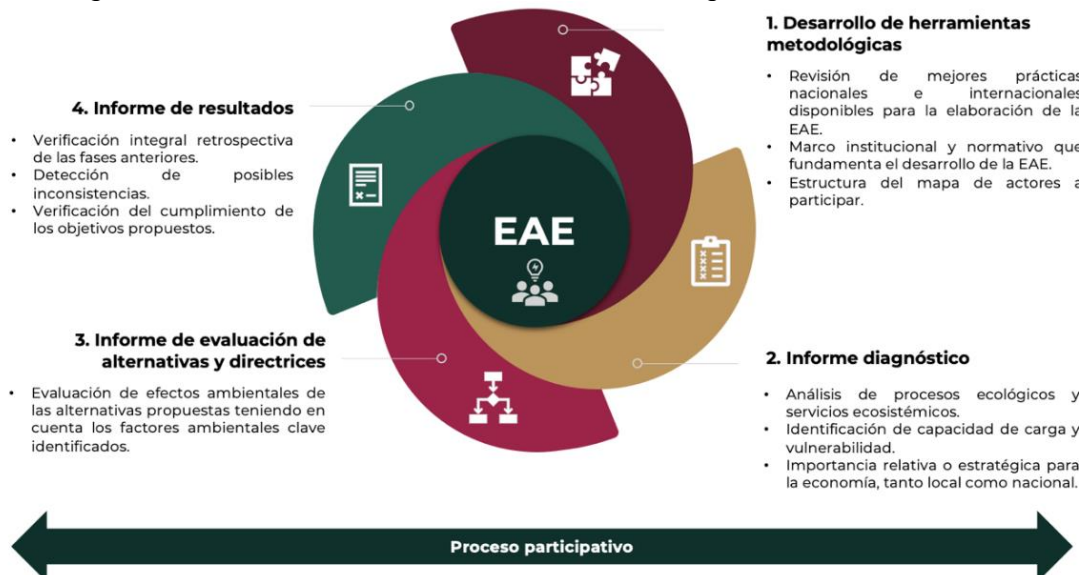 1. Desarrollo de herramientas
metodológicas
• Revisión de mejores prácticas
nacionales e internacionales
disponibles para la elaboración de la
EAE.
• Marco institucional y normativo que
fundamenta el desarrollo de la EAE.
• Estructura del mapa de actores a
participar.
2. Informe diagnóstico
• Análisis de procesos ecológicos y
servicios ecosistémicos.
• Identificación de capacidad de carga y
vulnerabilidad.
• Importancia relativa o estratégica para
la economía, tanto local como nacional.
3. Informe de evaluación de
alternativas y directrices
• Evaluación de efectos ambientales de
las alternativas propuestas teniendo en
cuenta los factores ambientales clave
identificados.
4. Informe de resultados
• Verificación integral retrospectiva
de las fases anteriores.
• Detección de posibles
inconsistencias.
• Verificación del cumplimiento de
los objetivos propuestos.
EAE
Proceso participativo